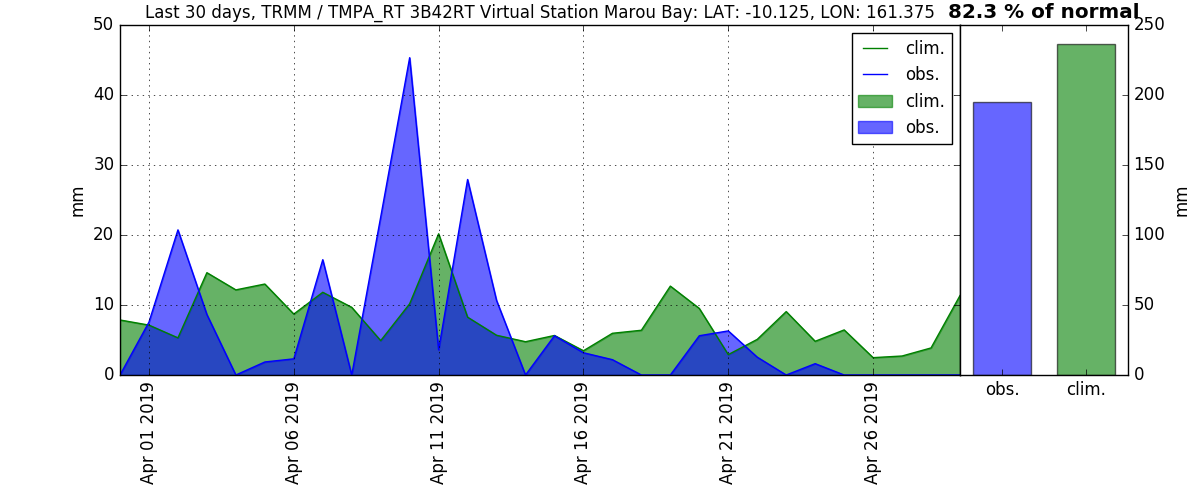 Last 30 days, TRMM / TMPA_RT 3B42RT Virtual Station Marou Bay: LAT: -10.125, LON: 161.375
82.3 % of normal
50
40
30
20
10
0
mm
clim.
obs.
clim.
obs.
250
200
150
100
50
0
mm
Apr 01 2019
Apr 06 2019
Apr 11 2019
Apr 16 2019
Apr 21 2019
Apr 26 2019
obs.
clim.